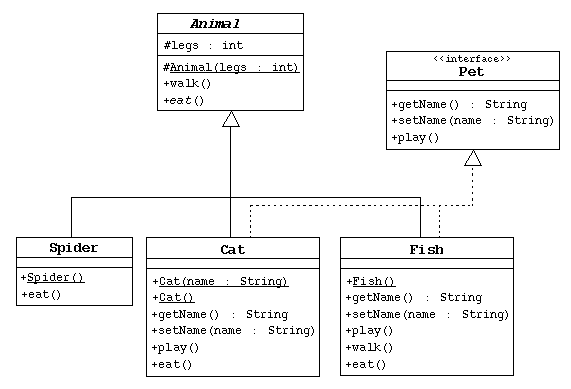 Animal
#legs : int
#Animal(legs : int)
+walk()
+eat()
<<interface>>
Pet
+getName() : String
+setName(name : String)
+play()
Spider
+Spider()
+eat()
Cat
+Cat(name : String)
+Cat()
+getName() : String
+setName(name : String)
+play()
+eat()
Fish
+Fish()
+getName() : String
+setName(name : String)
+play()
+walk()
+eat()